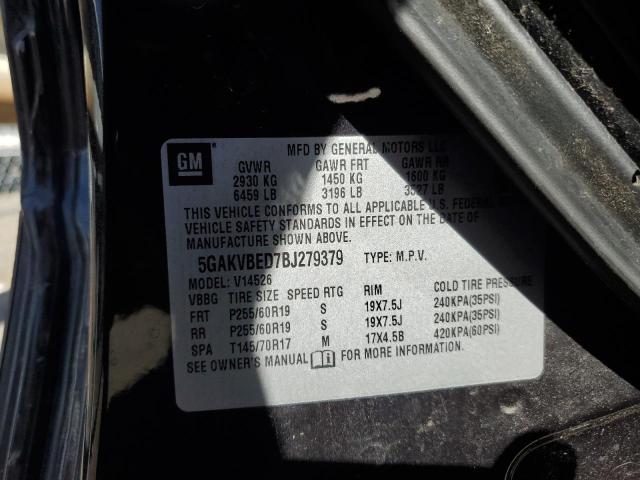 GM
MFD BY GENERAL MOTORS LLC
GVWR GAWR FRT GAWR RR
2930 KG 1450 KG 1600 KG
6459 LB 3196 LB 3527 LB
THIS VEHICLE CONFORMS TO ALL APPLICABLE U.S. FEDERAL
VEHICLE SAFETY STANDARDS IN EFFECT ON THE DATE OF
MANUFACTURE SHOWN ABOVE.
5GAKVBED7BJ279379 TYPE: M.P.V.
MODEL: V14526
VBBG TIRE SIZE SPEED RTG RIM COLD TIRE PRESSURE
FRT P255/60R19 S 19X7.5J 240KPA(35PSI)
RR P255/60R19 S 19X7.5J 240KPA(35PSI)
SPA T145/70R17 M 17X4.5B 420KPA(60PSI)
SEE OWNER'S MANUAL FOR MORE INFORMATION.